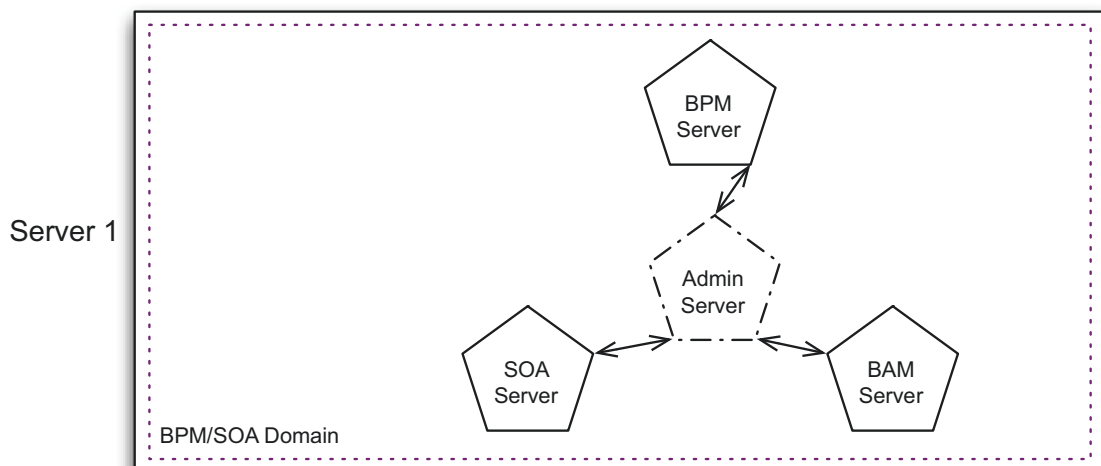 BPM
Server
Server 1
Admin
Server
SOA
Server
BAM
Server
BPM/SOA Domain